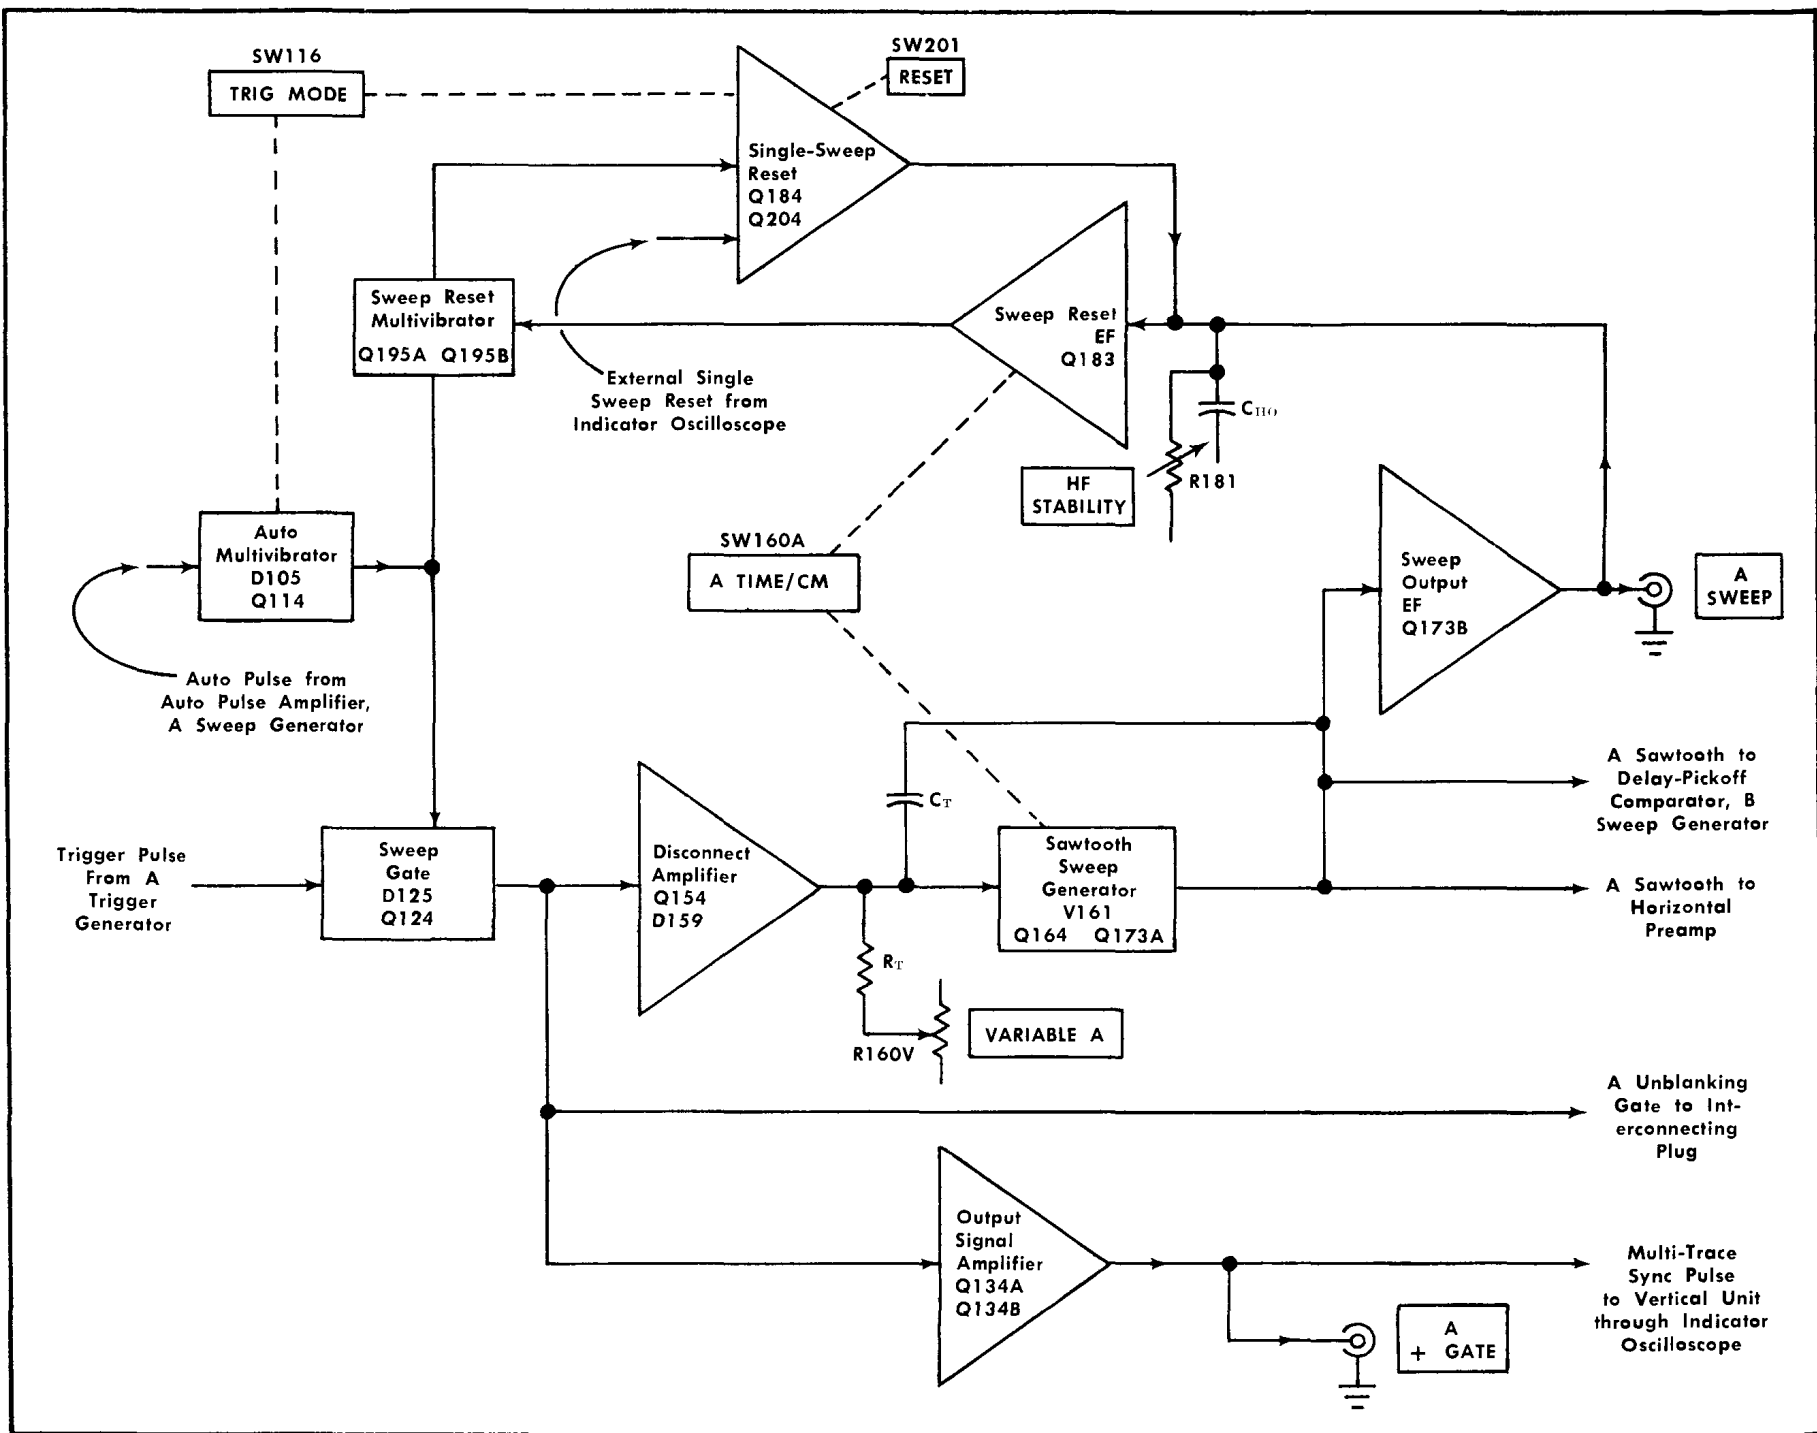 SW116
TRIG MODE
SW201
RESET
Single-Sweep
Reset
Q184
Q204
Sweep Reset
Multivibrator
Q195A Q195B
Sweep Reset
EF
Q183
External Single
Sweep Reset from
Indicator Oscilloscope
CHO
HF
STABILITY
R181
Auto
Multivibrator
D105
Q114
SW160A
A TIME/CM
Sweep
Output
EF
Q173B
A
SWEEP
Auto Pulse from
Auto Pulse Amplifier,
A Sweep Generator
A Sawtooth to
Delay-Pickoff
Comparator, B
Sweep Generator
CT
Trigger Pulse
From A
Trigger
Generator
Sweep
Gate
D125
Q124
Disconnect
Amplifier
Q154
D159
Sawtooth
Sweep
Generator
V161
Q164 Q173A
A Sawtooth to
Horizontal
Preamp
RT
R160V
VARIABLE A
A Unblanking
Gate to Int-
erconnecting
Plug
Output
Signal
Amplifier
Q134A
Q134B
Multi-Trace
Sync Pulse
to Vertical Unit
through Indicator
Oscilloscope
A
+ GATE